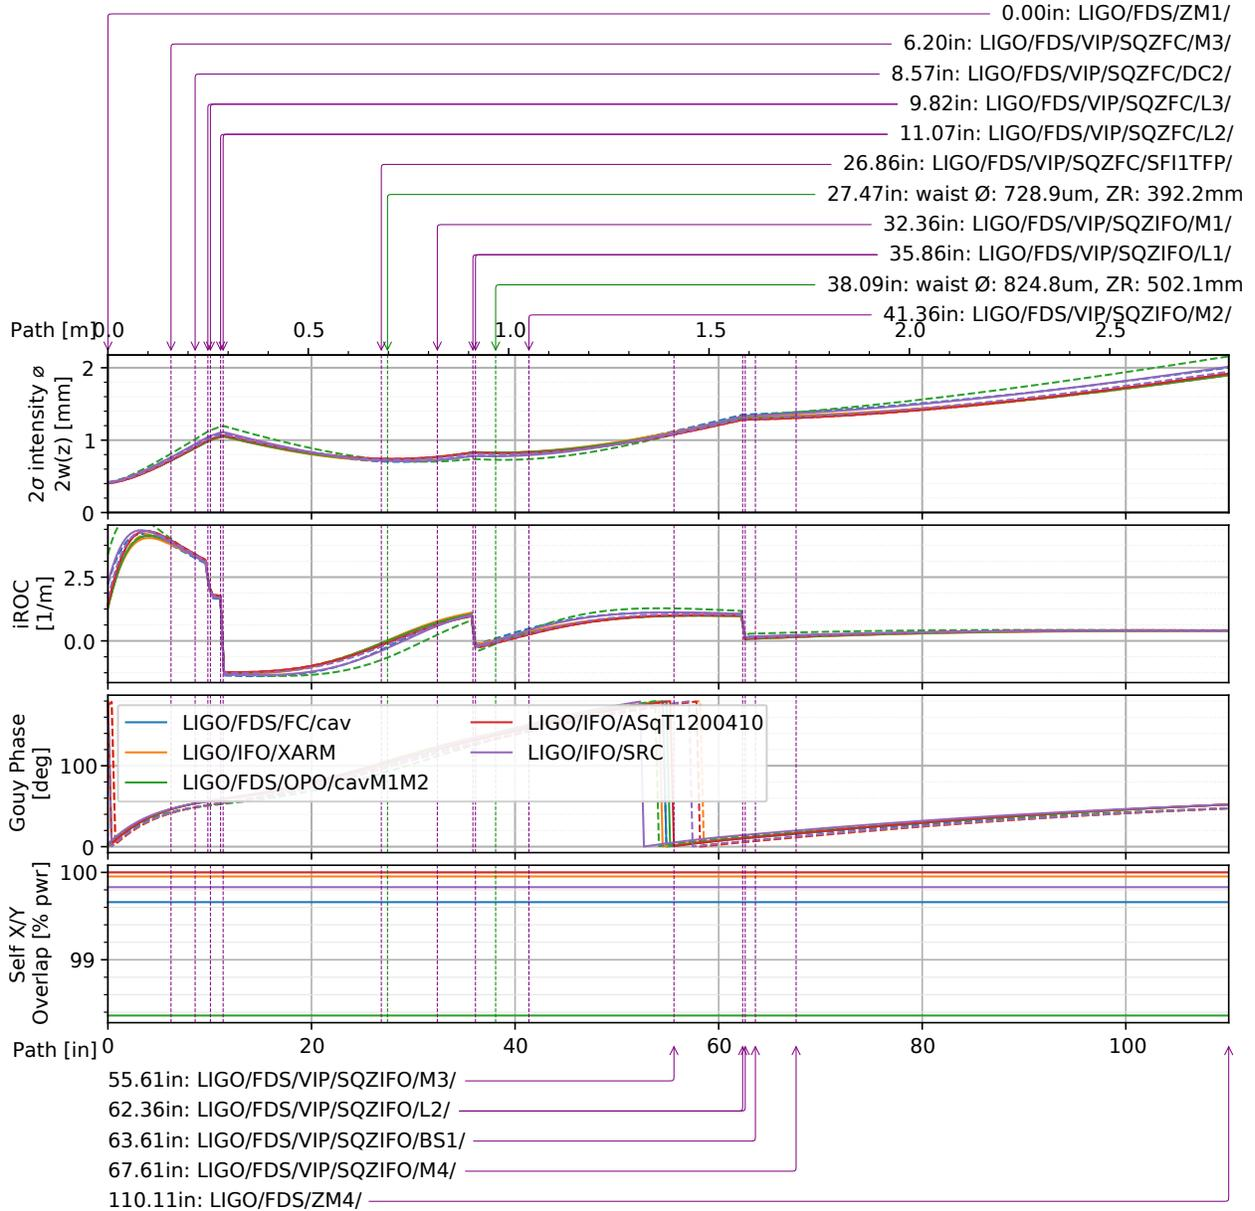 0.00in: LIGO/FDS/ZM1/
6.20in: LIGO/FDS/VIP/SQZFC/M3/
8.57in: LIGO/FDS/VIP/SQZFC/DC2/
9.82in: LIGO/FDS/VIP/SQZFC/L3/
11.07in: LIGO/FDS/VIP/SQZFC/L2/
26.86in: LIGO/FDS/VIP/SQZFC/SFI1TFP/
27.47in: waist Ø: 728.9um, ZR: 392.2mm
32.36in: LIGO/FDS/VIP/SQZIFO/M1/
35.86in: LIGO/FDS/VIP/SQZIFO/L1/
38.09in: waist Ø: 824.8um, ZR: 502.1mm
41.36in: LIGO/FDS/VIP/SQZIFO/M2/
Path [m] 0.0 0.5 1.0 1.5 2.0 2.5
2σ intensity ⌀
2w(z) [mm]
2
1
0
iROC
[1/m]
2.5
0.0
Gouy Phase
[deg]
100
0
LIGO/FDS/FC/cav
LIGO/IFO/XARM
LIGO/FDS/OPO/cavM1M2
LIGO/IFO/ASqT1200410
LIGO/IFO/SRC
Self X/Y
Overlap [% pwr]
100
99
Path [in] 0 20 40 60 80 100
55.61in: LIGO/FDS/VIP/SQZIFO/M3/
62.36in: LIGO/FDS/VIP/SQZIFO/L2/
63.61in: LIGO/FDS/VIP/SQZIFO/BS1/
67.61in: LIGO/FDS/VIP/SQZIFO/M4/
110.11in: LIGO/FDS/ZM4/